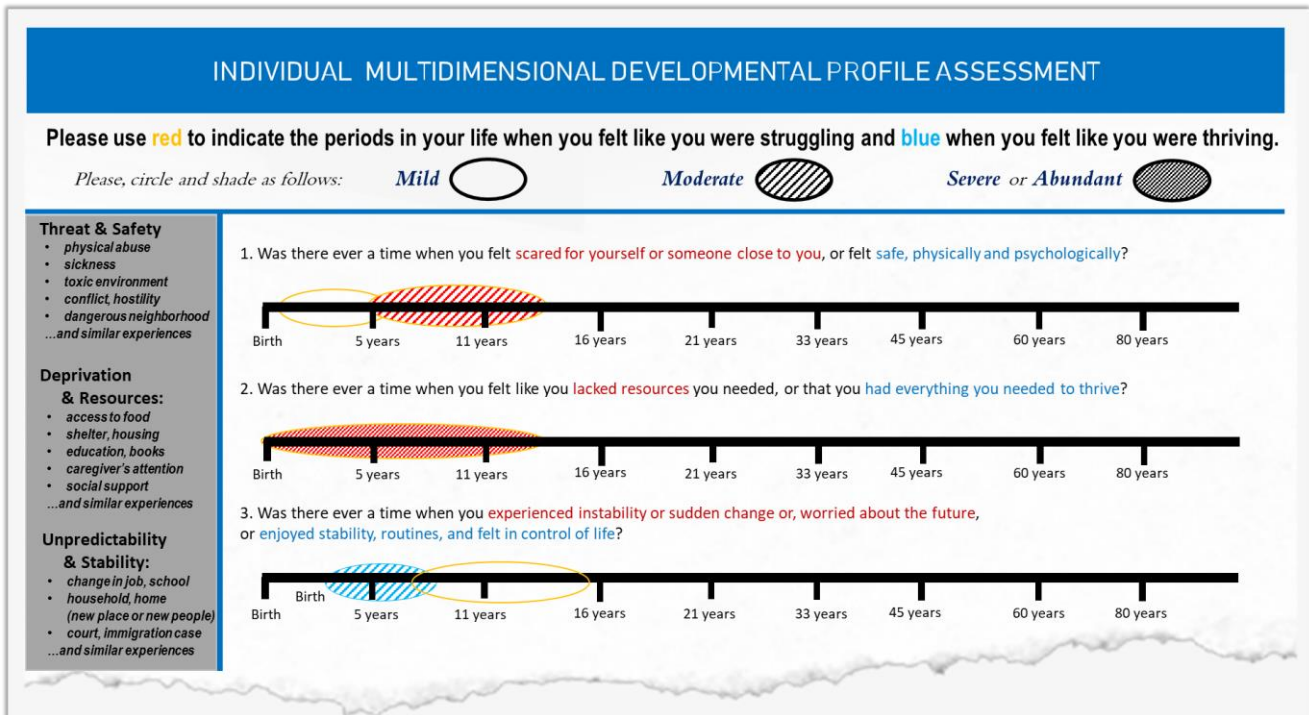 INDIVIDUAL MULTIDIMENSIONAL DEVELOPMENTAL PROFILE ASSESSMENT
Please use red to indicate the periods in your life when you felt like you were struggling and blue when you felt like you were thriving.
Please, circle and shade as follows: Mild Moderate Severe or Abundant
Threat & Safety
• physical abuse
• sickness
• toxic environment
• conflict, hostility
• dangerous neighborhood
...and similar experiences
Deprivation
& Resources:
• access to food
• shelter, housing
• education, books
• caregiver's attention
• social support
...and similar experiences
Unpredictability
& Stability:
• change in job, school
• household, home
(new place or new people)
• court, immigration case
...and similar experiences
1. Was there ever a time when you felt scared for yourself or someone close to you, or felt safe, physically and psychologically?
Birth 5 years 11 years 16 years 21 years 33 years 45 years 60 years 80 years
2. Was there ever a time when you felt like you lacked resources you needed, or that you had everything you needed to thrive?
Birth 5 years 11 years 16 years 21 years 33 years 45 years 60 years 80 years
3. Was there ever a time when you experienced instability or sudden change or, worried about the future,
or enjoyed stability, routines, and felt in control of life?
Birth
Birth 5 years 11 years 16 years 21 years 33 years 45 years 60 years 80 years